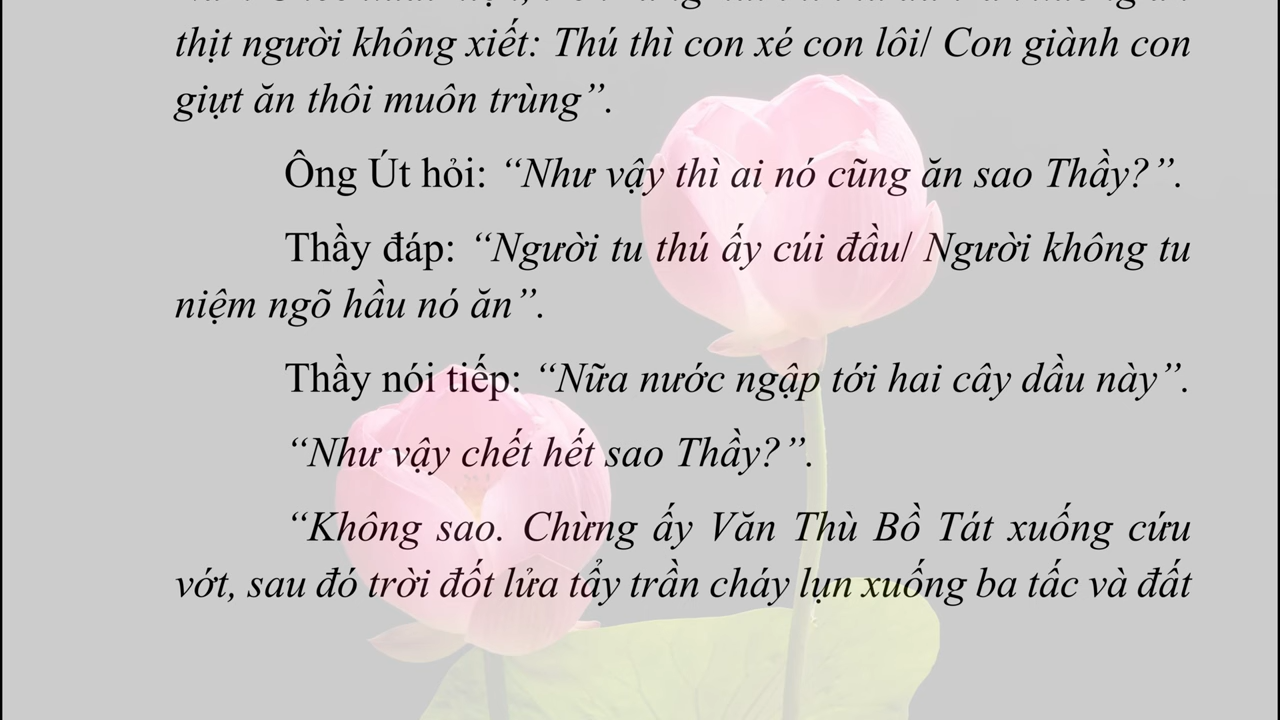 thịt người không xiết: Thú thì con xé con lôi/ Con giành con
giựt ăn thôi muôn trùng”.
Ông Út hỏi: “Như vậy thì ai nó cũng ăn sao Thầy?”.
Thầy đáp: “Người tu thú ấy cúi đầu/ Người không tu
niệm ngõ hầu nó ăn”.
Thầy nói tiếp: “Nữa nước ngập tới hai cây dầu này”.
“Như vậy chết hết sao Thầy?”.
“Không sao. Chừng ấy Văn Thù Bồ Tát xuống cứu
vớt, sau đó trời đốt lửa tẩy trần cháy lụn xuống ba tấc và đất